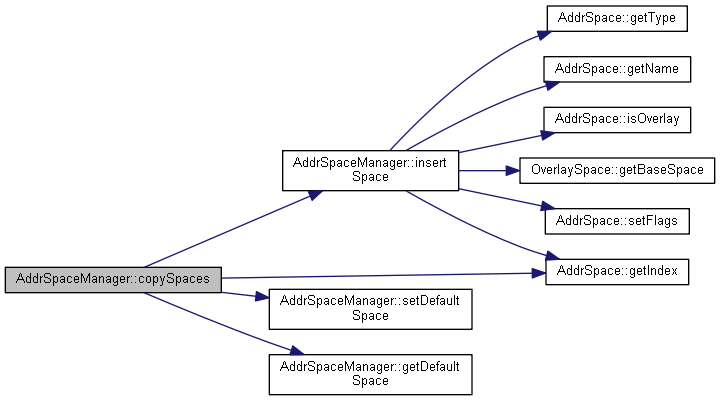 AddrSpace::getType
AddrSpace::getName
AddrSpace::isOverlay
AddrSpaceManager::insert
Space
OverlaySpace::getBaseSpace
AddrSpace::setFlags
AddrSpace::getIndex
AddrSpaceManager::copySpaces
AddrSpaceManager::setDefault
Space
AddrSpaceManager::getDefault
Space